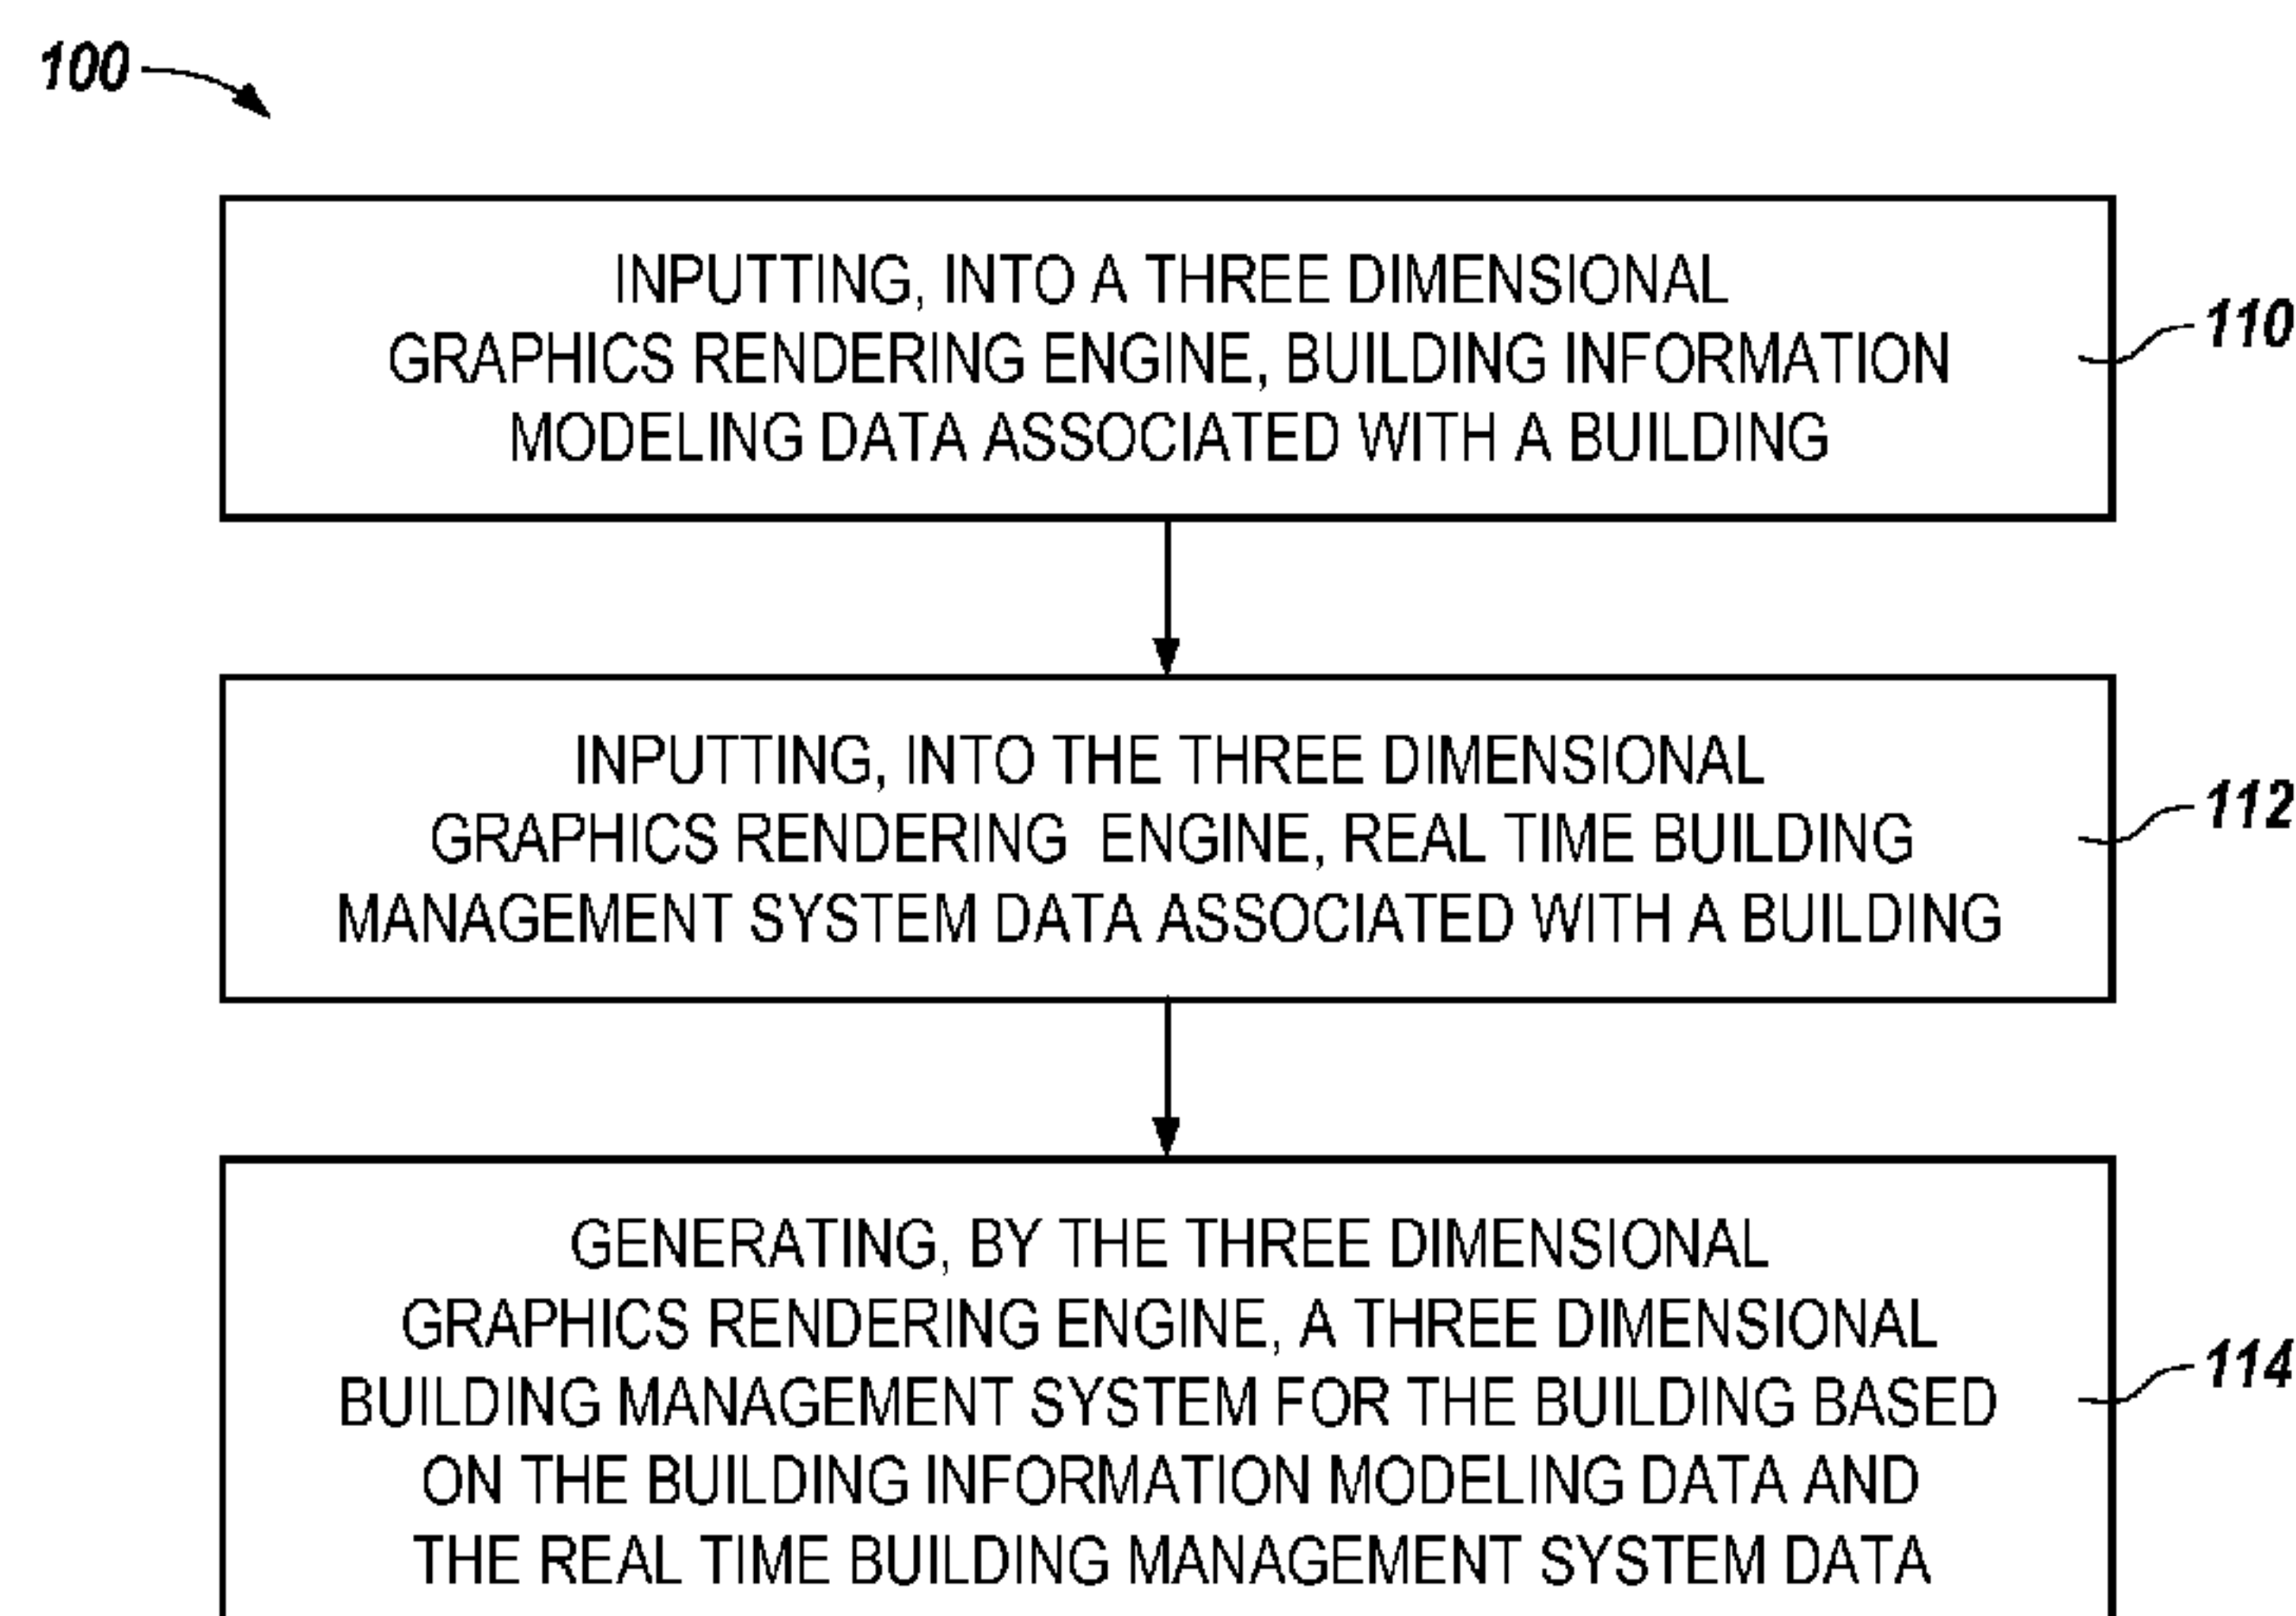 100
INPUTTING, INTO A THREE DIMENSIONAL
GRAPHICS RENDERING ENGINE, BUILDING INFORMATION
MODELING DATA ASSOCIATED WITH A BUILDING
110
INPUTTING, INTO THE THREE DIMENSIONAL
GRAPHICS RENDERING ENGINE, REAL TIME BUILDING
MANAGEMENT SYSTEM DATA ASSOCIATED WITH A BUILDING
112
GENERATING, BY THE THREE DIMENSIONAL
GRAPHICS RENDERING ENGINE, A THREE DIMENSIONAL
BUILDING MANAGEMENT SYSTEM FOR THE BUILDING BASED
ON THE BUILDING INFORMATION MODELING DATA AND
THE REAL TIME BUILDING MANAGEMENT SYSTEM DATA
114